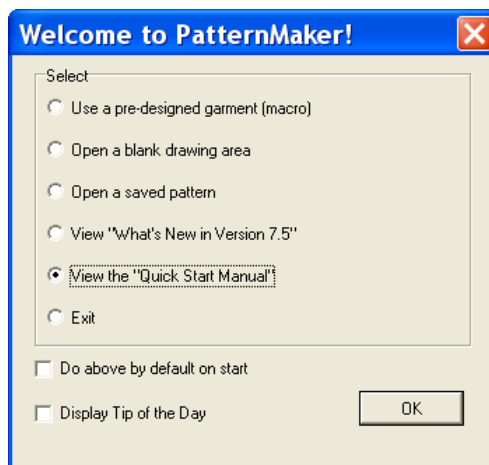 Welcome to PatternMaker!
Select
Use a pre-designed garment (macro)
Open a blank drawing area
Open a saved pattern
View "What's New in Version 7.5"
View the "Quick Start Manual"
Exit
Do above by default on start
Display Tip of the Day
OK